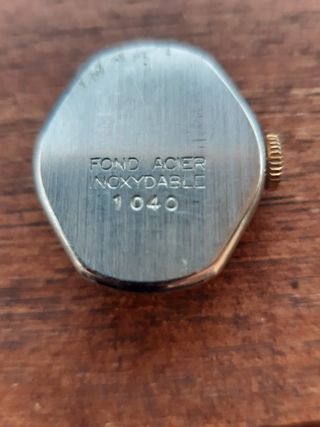 FOND ACIER
INOXYDABLE
1040